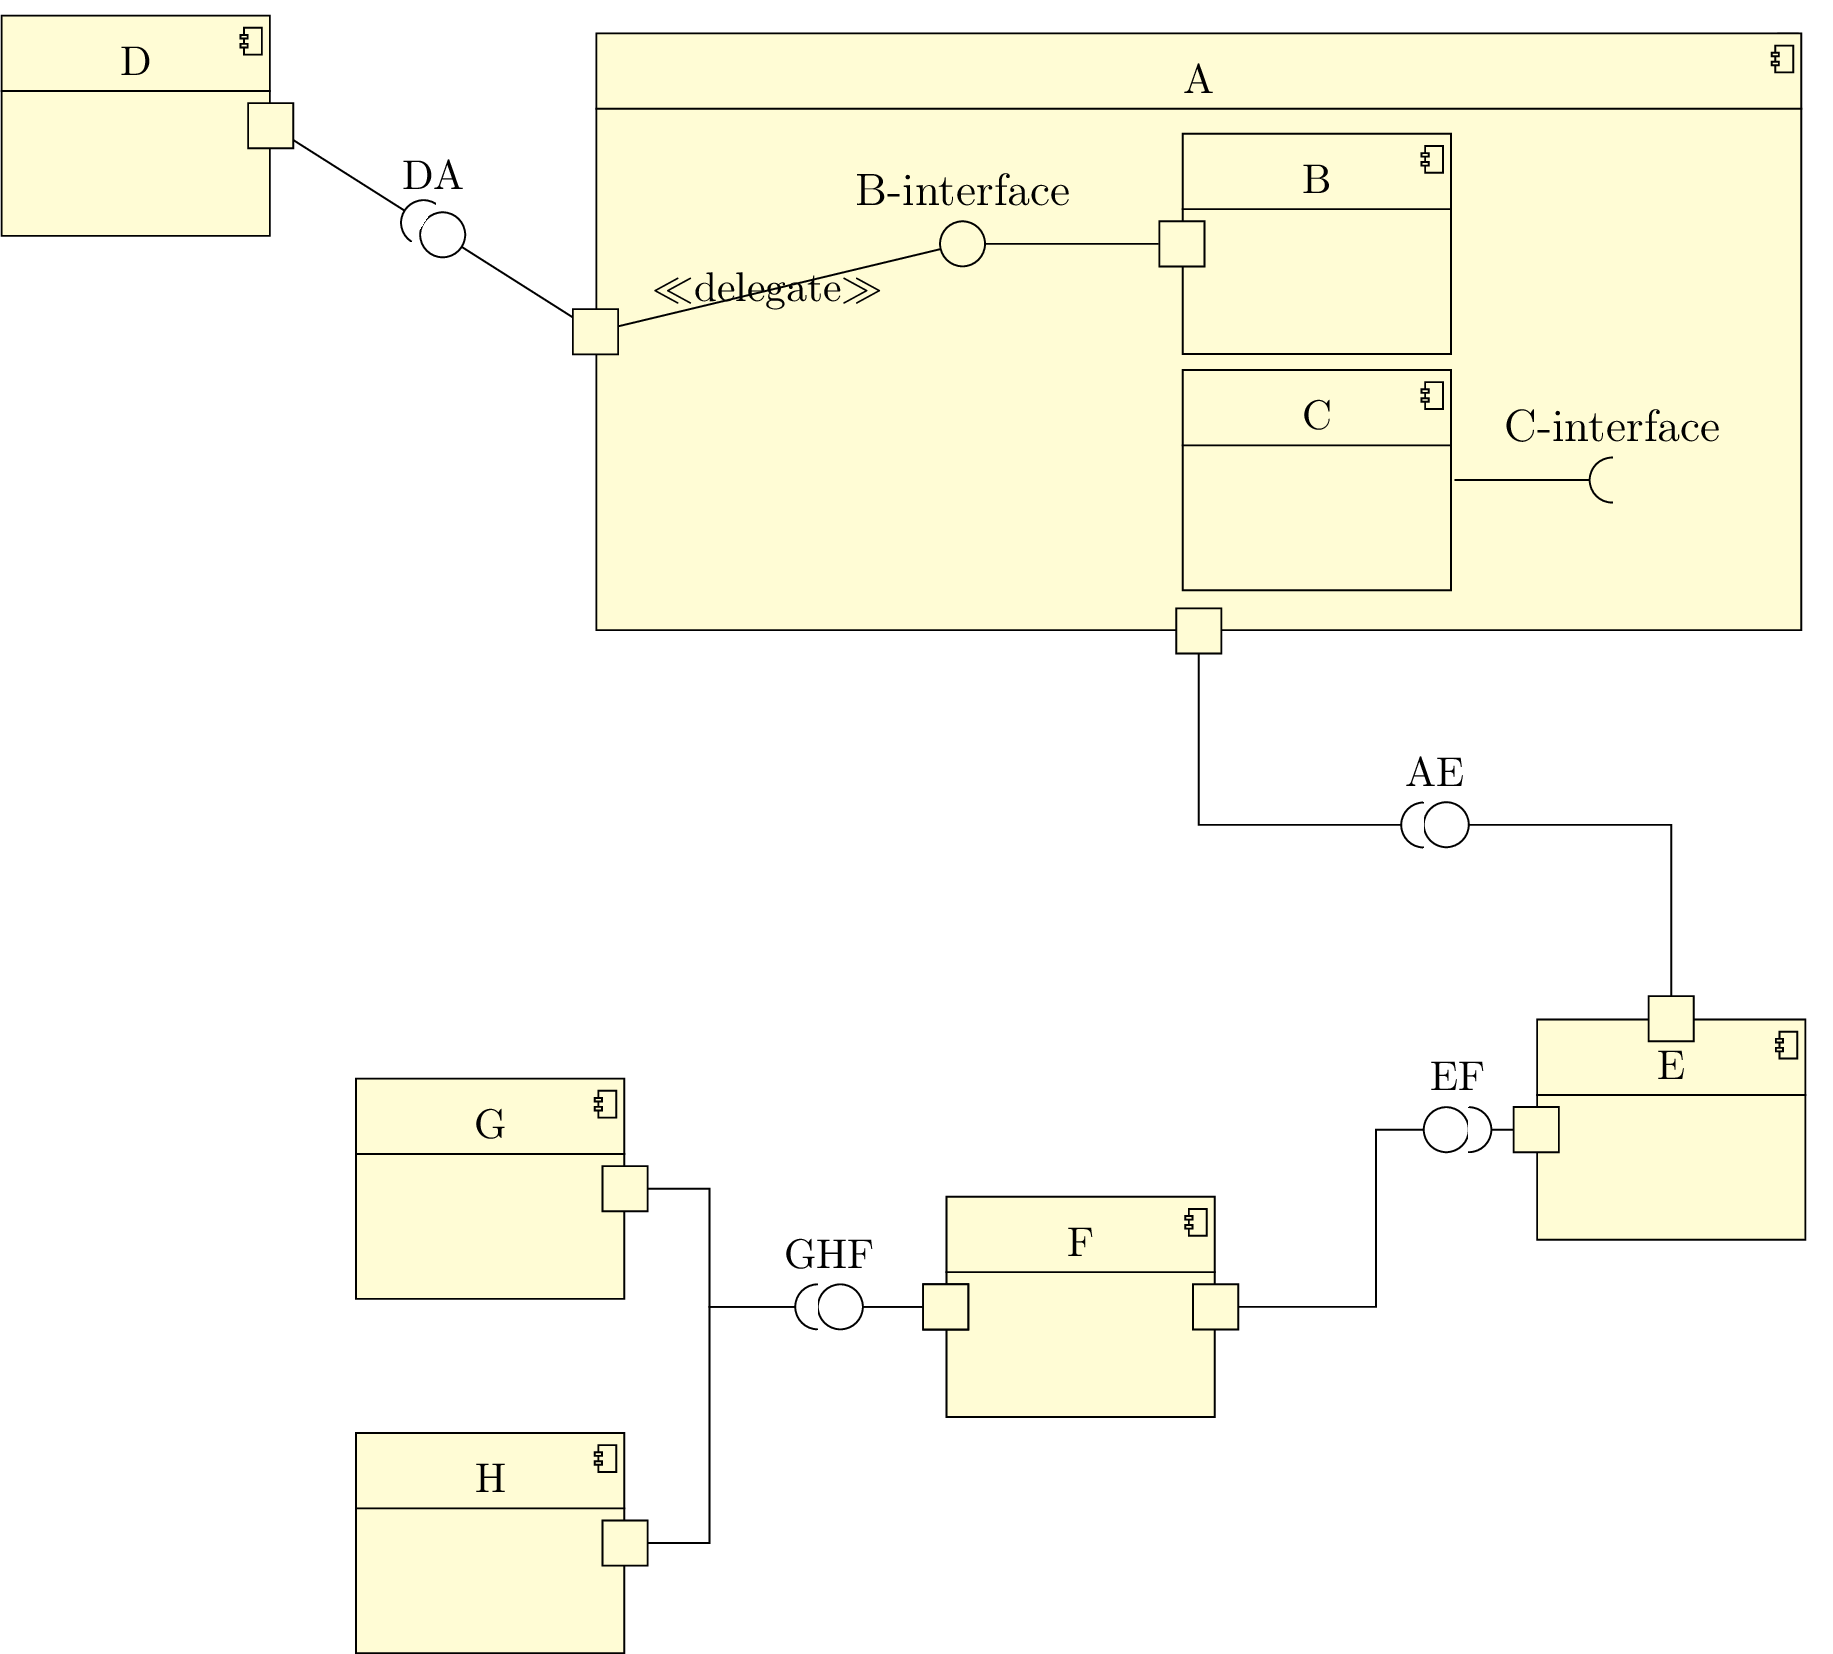 D
A
DA
B-interface
B
≪delegate≫
C
C-interface
AE
E
EF
G
F
GHF
H